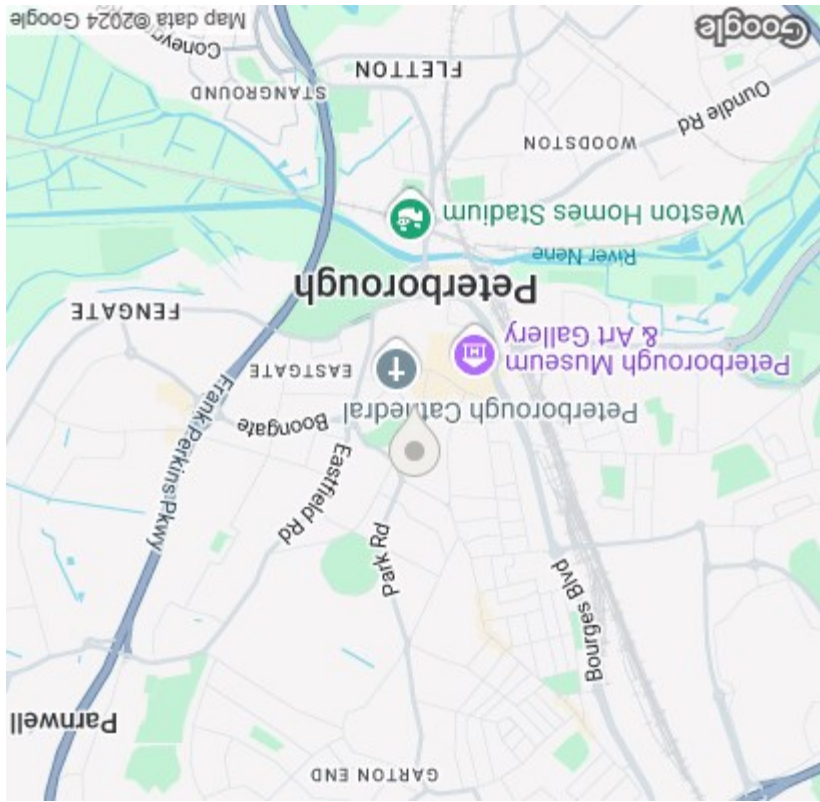 GARTON END
Parnwell
Bourges Blvd
Park Rd
Eastfield Rd
Frank Perkins Pkwy
Boongate
Peterborough Cathedral
EASTGATE
Peterborough Museum
& Art Gallery
FENGATE
Peterborough
River Nene
Weston Homes Stadium
WOODSTON
STANGROUND
Oundle Rd
FLETTON
Google
Map data ©2024 Google